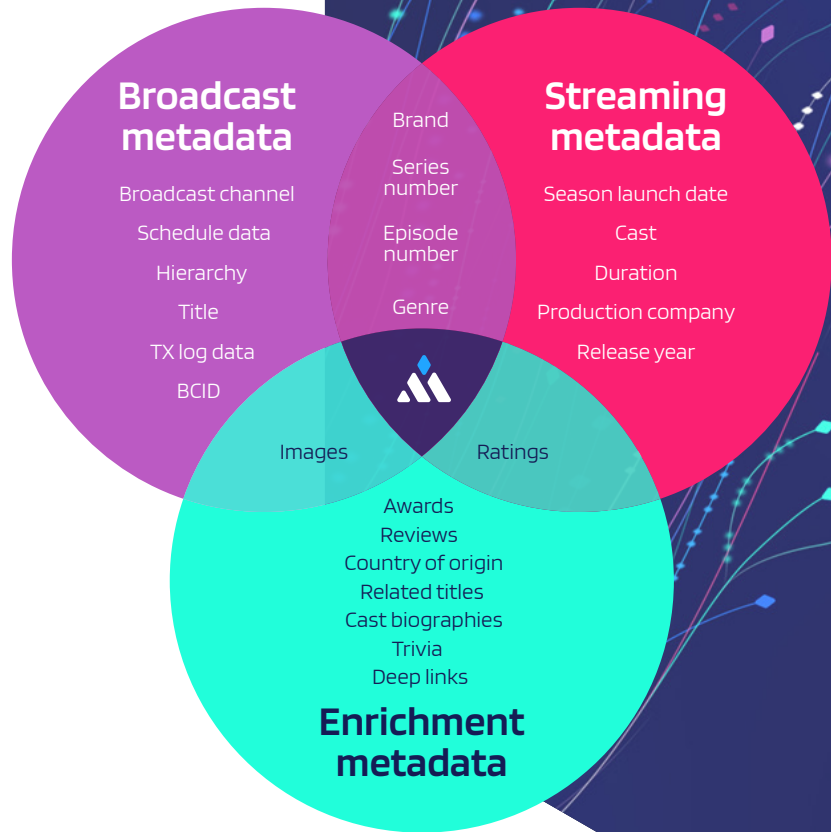 Broadcast
metadata
Broadcast channel
Schedule data
Hierarchy
Title
TX log data
BCID
Brand
Series
number
Episode
number
Genre
Streaming
metadata
Season launch date
Cast
Duration
Production company
Release year
Images
Ratings
Awards
Reviews
Country of origin
Related titles
Cast biographies
Trivia
Deep links
Enrichment
metadata